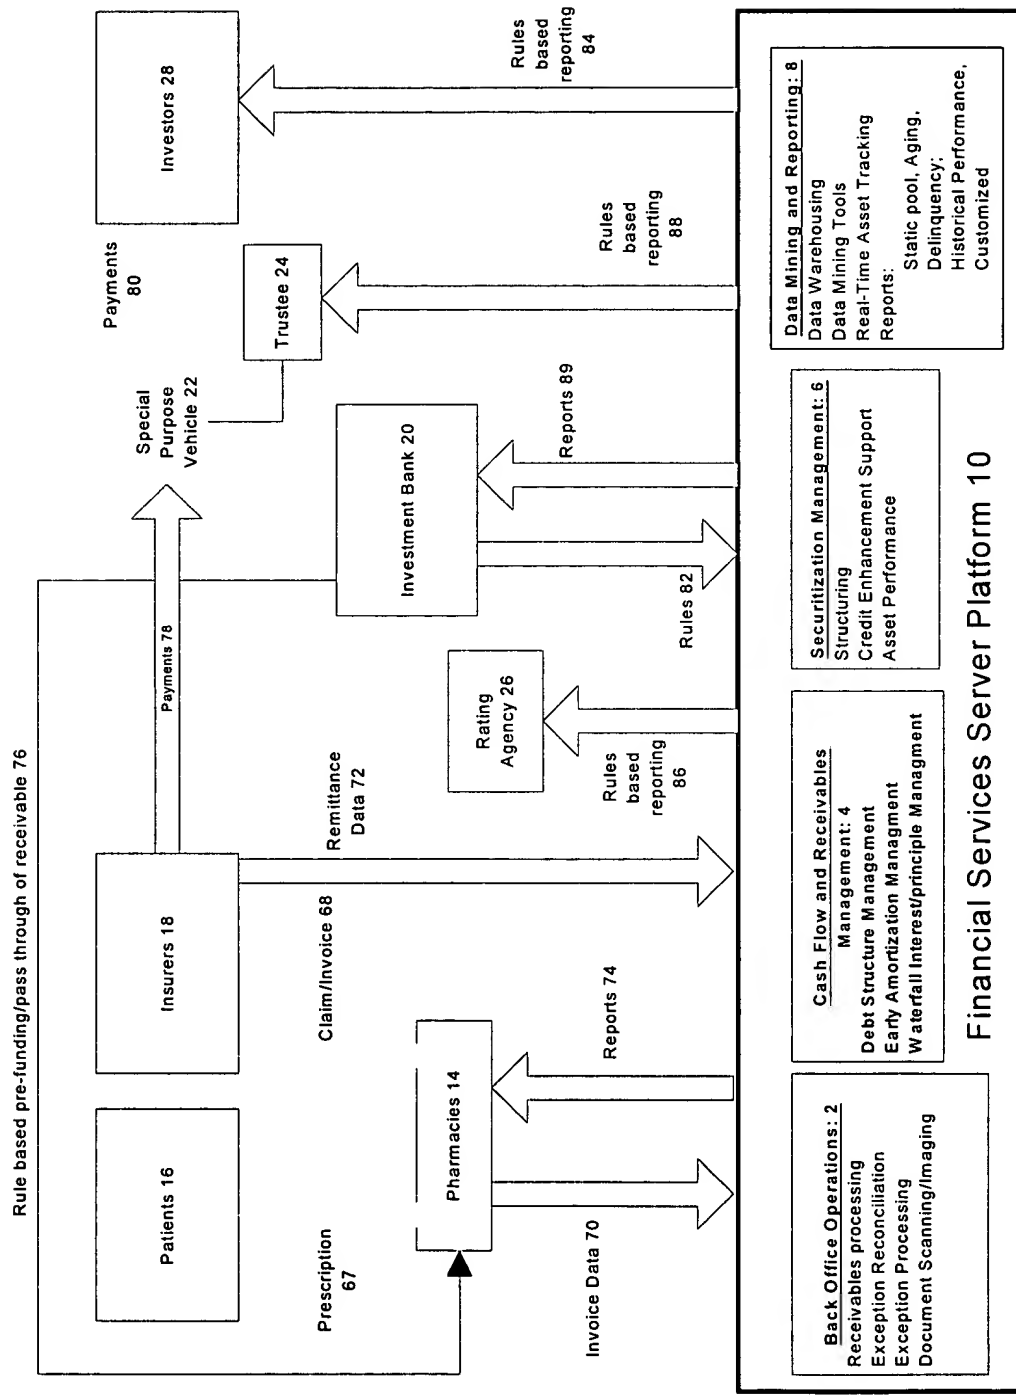 Rule based pre-funding/pass through of receivable 76
Patients 16
Insurers 18
Payments 78
Special
Purpose
Vehicle 22
Payments
80
Investors 28
Trustee 24
Prescription
67
Claim/Invoice 68
Remittance
Data 72
Pharmacies 14
Rating
Agency 26
Investment Bank 20
Invoice Data 70
Reports 74
Rules
based
reporting
86
Rules 82
Reports 89
Rules
based
reporting
88
Rules
based
reporting
84
Back Office Operations: 2
Receivables processing
Exception Reconciliation
Exception Processing
Document Scanning/Imaging
Cash Flow and Receivables
Management: 4
Debt Structure Management
Early Amortization Managment
Waterfall Interest/principle Managment
Securitization Management: 6
Structuring
Credit Enhancement Support
Asset Performance
Data Mining and Reporting: 8
Data Warehousing
Data Mining Tools
Real-Time Asset Tracking
Reports:
Static pool, Aging,
Delinquency;
Historical Performance,
Customized
Financial Services Server Platform 10